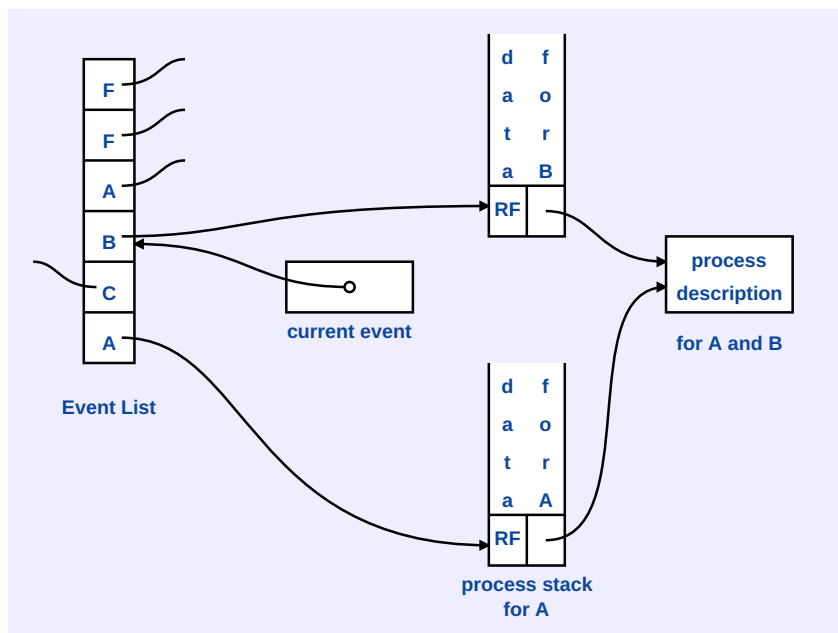 F
F
A
B
C
A
Event List
current event
d f
a o
t r
a B
RF
process
description
for A and B
d f
a o
t r
a A
RF
process stack
for A